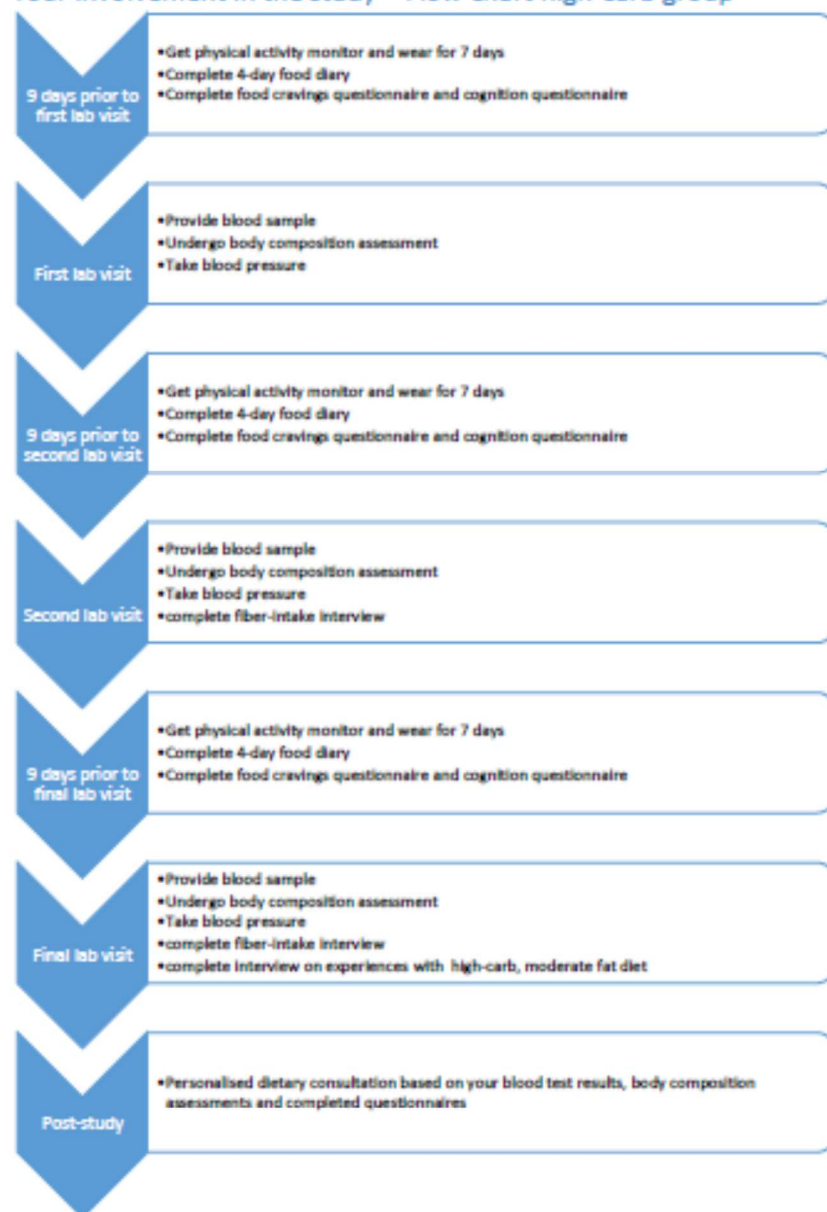 9 days prior to
first lab visit
•Get physical activity monitor and wear for 7 days
•Complete 4-day food diary
•Complete food cravings questionnaire and cognition questionnaire
First lab visit
•Provide blood sample
•Undergo body composition assessment
•Take blood pressure
9 days prior to
second lab visit
•Get physical activity monitor and wear for 7 days
•Complete 4-day food diary
•Complete food cravings questionnaire and cognition questionnaire
Second lab visit
•Provide blood sample
•Undergo body composition assessment
•Take blood pressure
•complete fiber-intake interview
9 days prior to
final lab visit
•Get physical activity monitor and wear for 7 days
•Complete 4-day food diary
•Complete food cravings questionnaire and cognition questionnaire
Final lab visit
•Provide blood sample
•Undergo body composition assessment
•Take blood pressure
•complete fiber-intake interview
•complete interview on experiences with high-carb, moderate fat diet
Post-study
•Personalised dietary consultation based on your blood test results, body composition
assessments and completed questionnaires